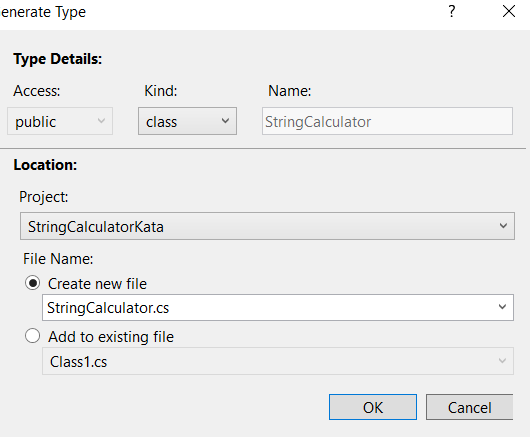 enerate Type
?
Type Details:
Access: Kind: Name:
public class StringCalculator
Location:
Project:
StringCalculatorKata
File Name:
Create new file
StringCalculator.cs
Add to existing file
Class1.cs
OK Cancel